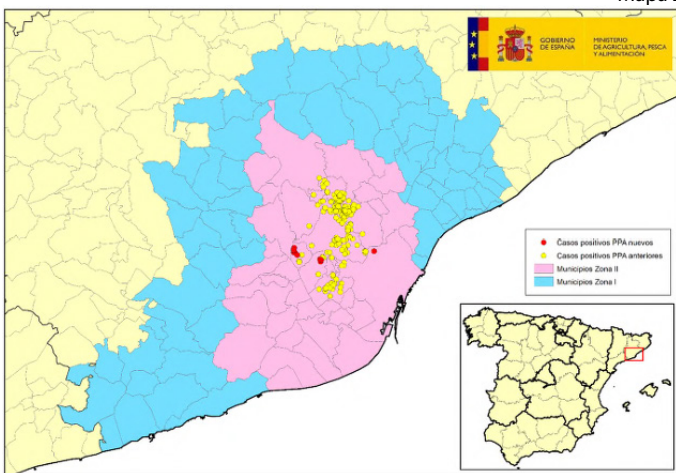 GOBIERNO
DE ESPAÑA
MINISTERIO
DE AGRICULTURA, PESCA
Y ALIMENTACIÓN
Casos positivos PPA nuevos
Casos positivos PPA anteriores
Municipios Zona II
Municipios Zona I